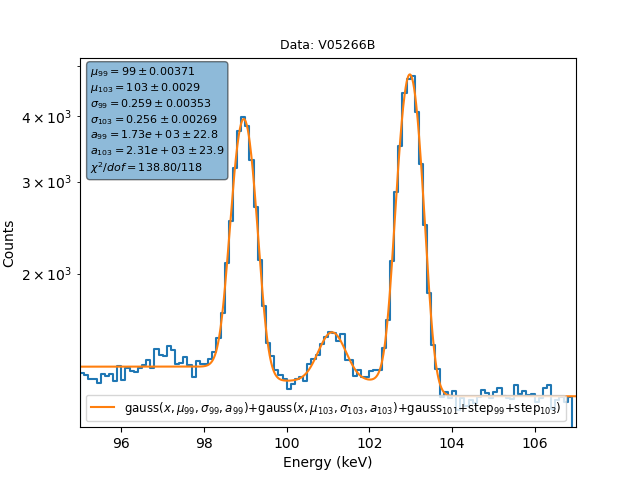 Data: V05266B
μ₉₉ = 99 ± 0.00371
μ₁₀₃ = 103 ± 0.0029
σ₉₉ = 0.259 ± 0.00353
σ₁₀₃ = 0.256 ± 0.00269
a₉₉ = 1.73e + 03 ± 22.8
a₁₀₃ = 2.31e + 03 ± 23.9
χ²/dof = 138.80/118
4 × 10³
3 × 10³
2 × 10³
Counts
gauss(x, μ₉₉, σ₉₉, a₉₉)+gauss(x, μ₁₀₃, σ₁₀₃, a₁₀₃)+gauss₁₀₁+step₉₉+step₁₀₃)
96 98 100 102 104 106
Energy (keV)